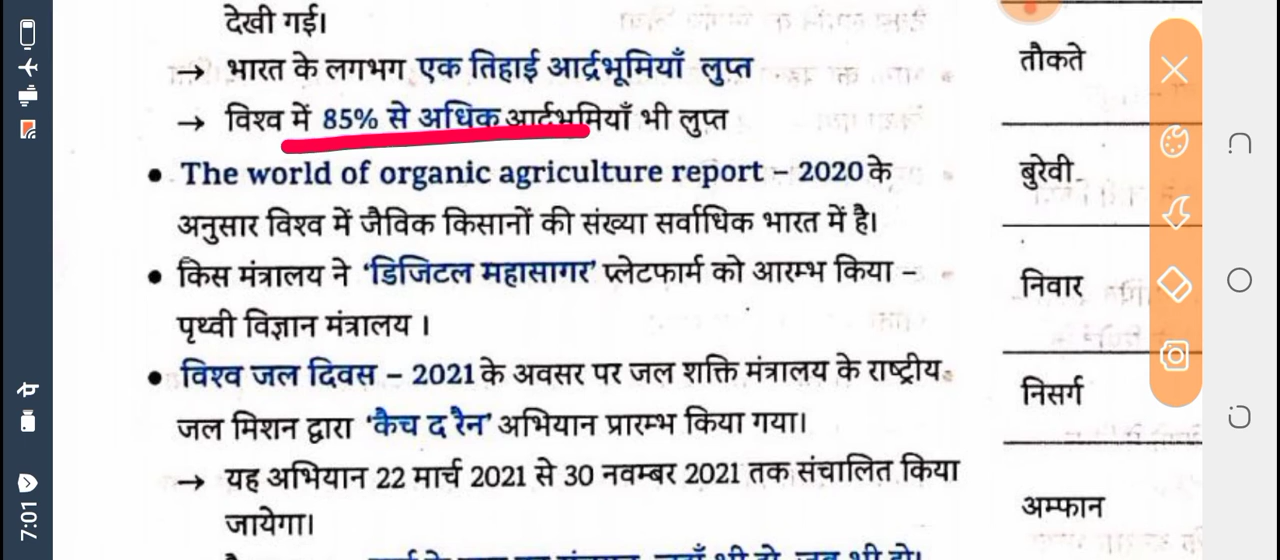 देखी गई।
→ भारत के लगभग एक तिहाई आर्द्रभूमियाँ लुप्त
→ विश्व में 85% से अधिक आर्दभूमियाँ भी लुप्त
• The world of organic agriculture report – 2020 के
अनुसार विश्व में जैविक किसानों की संख्या सर्वाधिक भारत में है।
• किस मंत्रालय ने ‘डिजिटल महासागर’ प्लेटफार्म को आरम्भ किया –
पृथ्वी विज्ञान मंत्रालय ।
• विश्व जल दिवस – 2021 के अवसर पर जल शक्ति मंत्रालय के राष्ट्रीय
जल मिशन द्वारा ‘कैच द रैन’ अभियान प्रारम्भ किया गया।
→ यह अभियान 22 मार्च 2021 से 30 नवम्बर 2021 तक संचालित किया
जायेगा।
तौकते
बुरेवी
निवार
निसर्ग
अम्फान
7:01